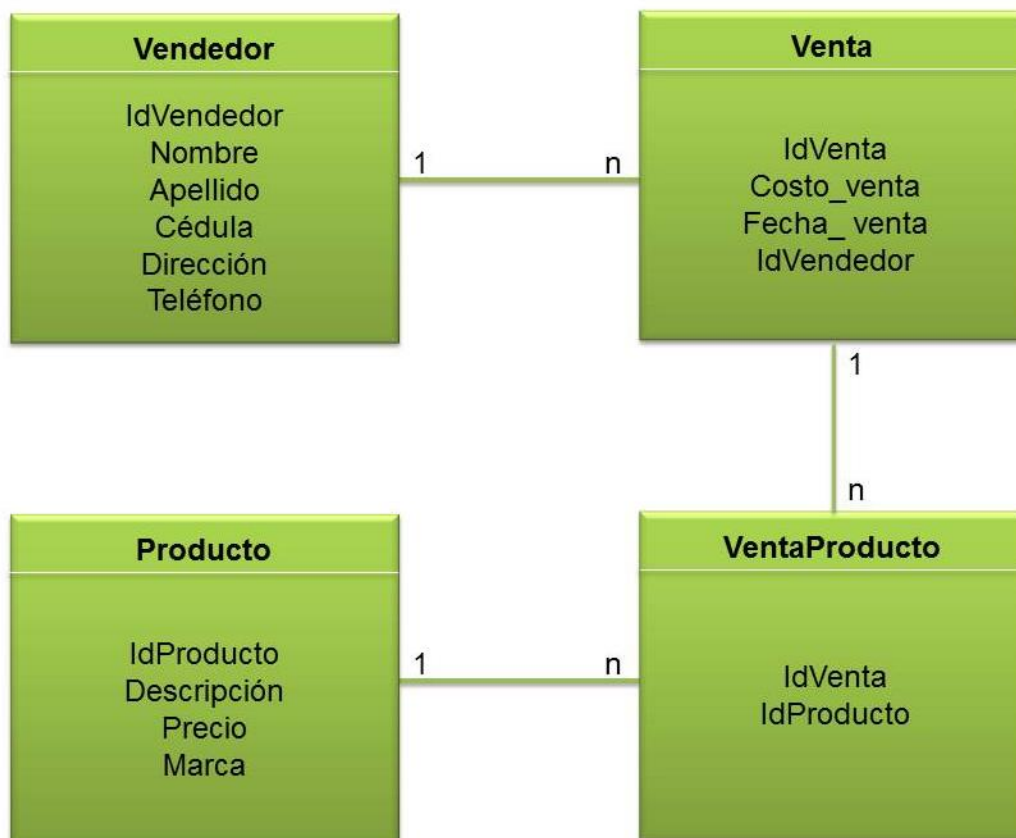 Vendedor
IdVendedor
Nombre
Apellido
Cédula
Dirección
Teléfono
1
n
Venta
IdVenta
Costo_venta
Fecha_ venta
IdVendedor
1
n
Producto
IdProducto
Descripción
Precio
Marca
1
n
VentaProducto
IdVenta
IdProducto